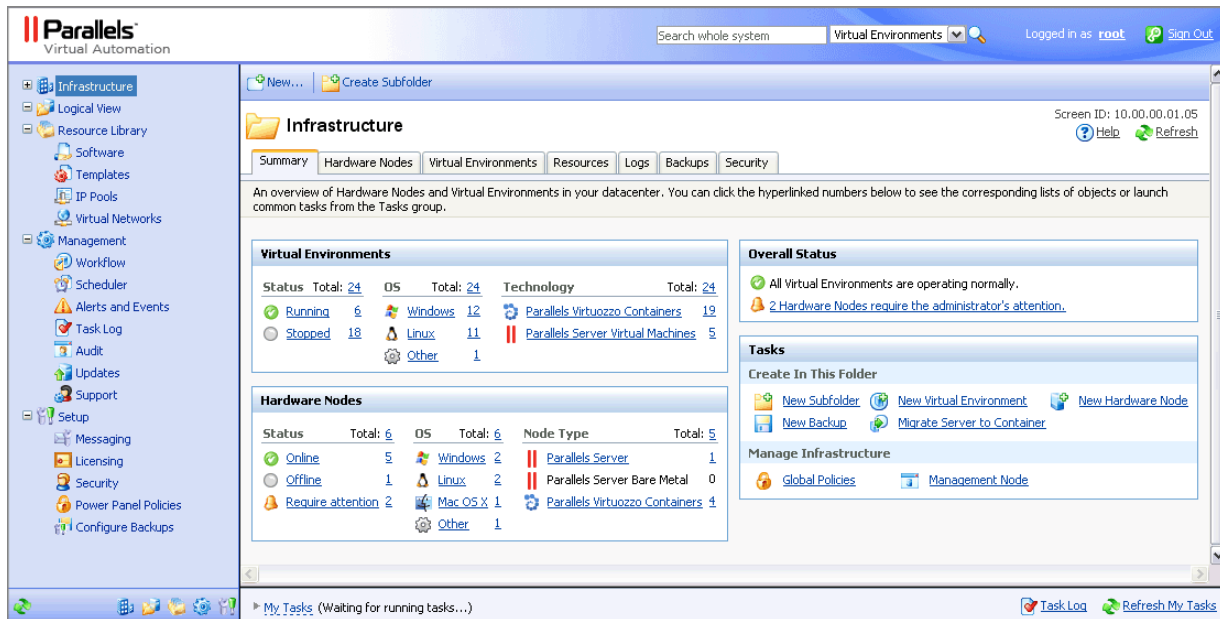 Parallels
Virtual Automation
Search whole system
Virtual Environments
Logged in as root
Sign Out
Infrastructure
Logical View
Resource Library
Software
Templates
IP Pools
Virtual Networks
Management
Workflow
Scheduler
Alerts and Events
Task Log
Audit
Updates
Support
Setup
Messaging
Licensing
Security
Power Panel Policies
Configure Backups
New... Create Subfolder
Infrastructure
Screen ID: 10.00.00.01.05
Help Refresh
Summary Hardware Nodes Virtual Environments Resources Logs Backups Security
An overview of Hardware Nodes and Virtual Environments in your datacenter. You can click the hyperlinked numbers below to see the corresponding lists of objects or launch
common tasks from the Tasks group.
Virtual Environments
Status Total: 24 OS Total: 24 Technology Total: 24
Running 6 Windows 12 Parallels Virtuozzo Containers 19
Stopped 18 Linux 11 Parallels Server Virtual Machines 5
Other 1
Hardware Nodes
Status Total: 6 OS Total: 6 Node Type Total: 5
Online 5 Windows 2 Parallels Server 1
Offline 1 Linux 2 Parallels Server Bare Metal 0
Require attention 2 Mac OS X 1 Parallels Virtuozzo Containers 4
Other 1
Overall Status
All Virtual Environments are operating normally.
2 Hardware Nodes require the administrator's attention.
Tasks
Create In This Folder
New Subfolder New Virtual Environment New Hardware Node
New Backup Migrate Server to Container
Manage Infrastructure
Global Policies Management Node
My Tasks (Waiting for running tasks...)
Task Log Refresh My Tasks